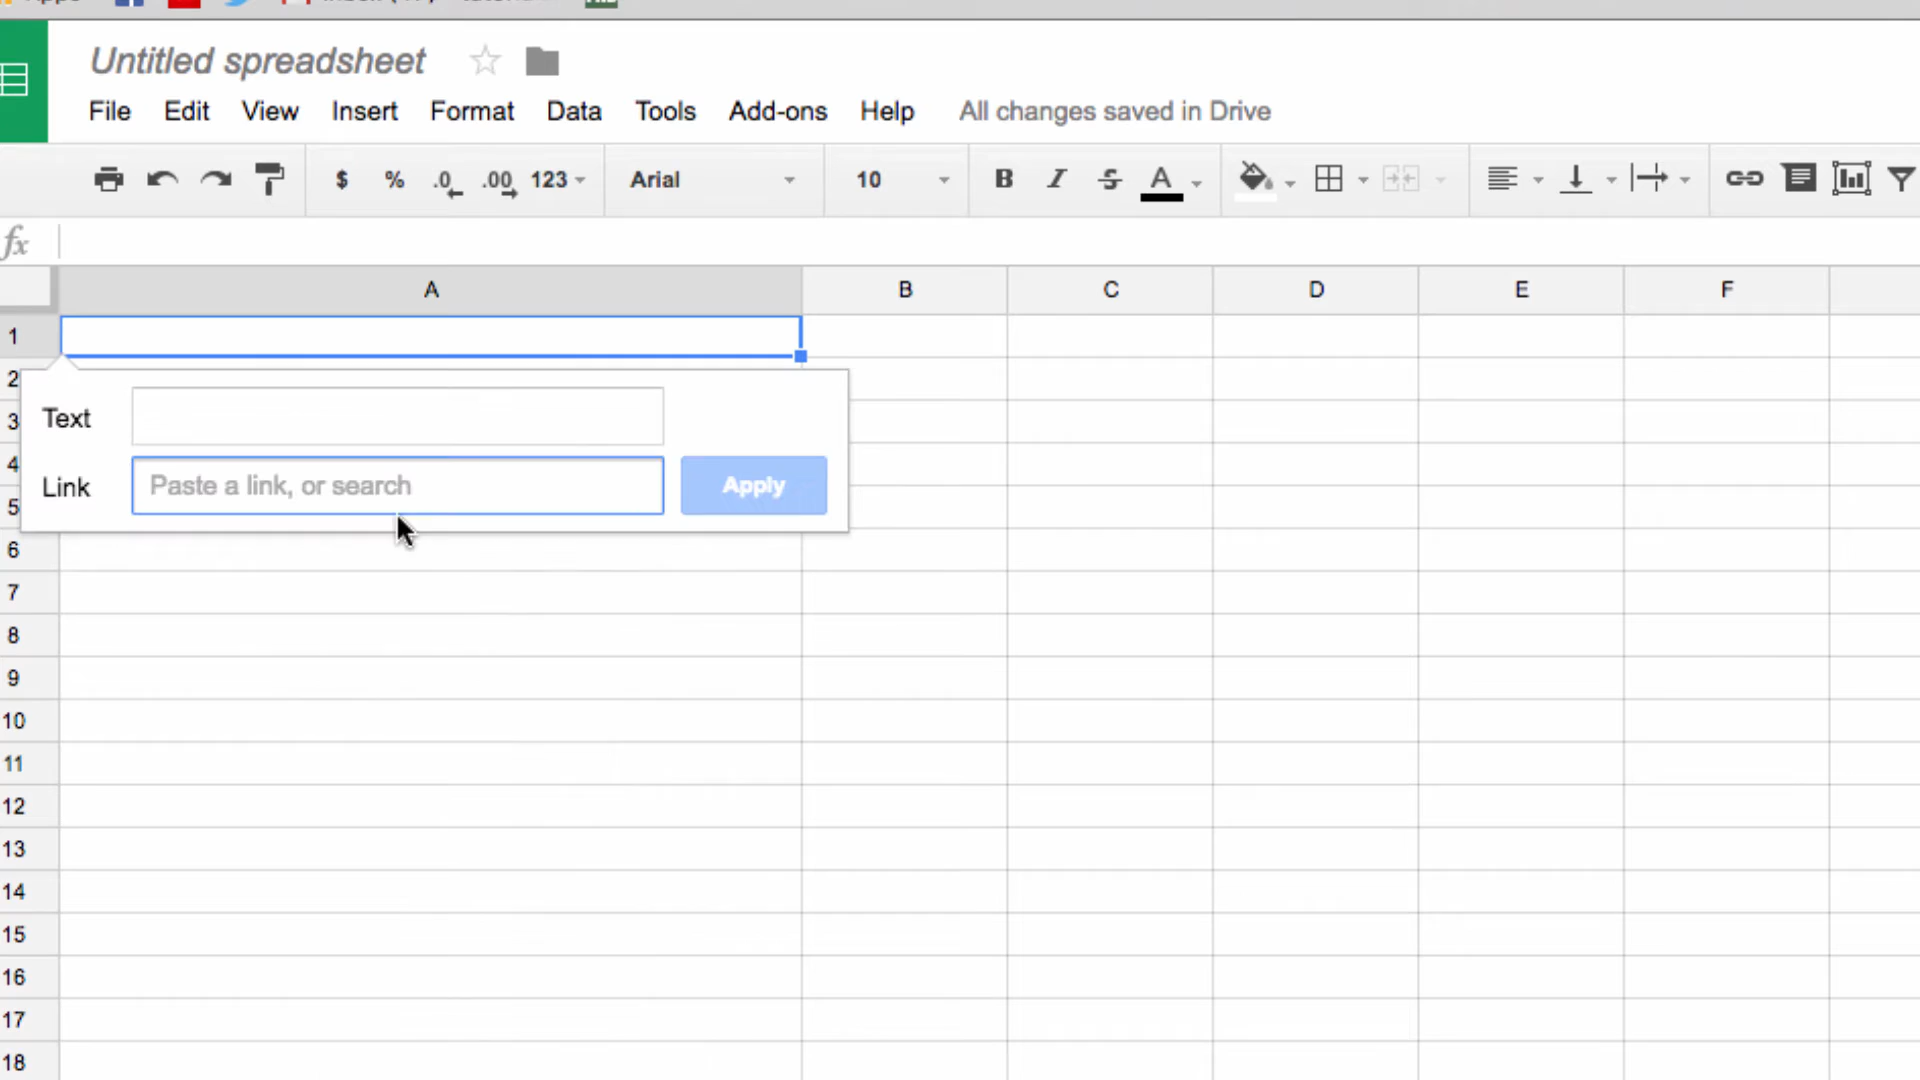 Untitled spreadsheet
File Edit View Insert Format Data Tools Add-ons Help All changes saved in Drive
$ % .0 .00 123 Arial 10 B I S A
fx
A B C D E F
1
2
3
4
5
6
7
8
9
10
11
12
13
14
15
16
17
18
Text
Link Paste a link, or search Apply